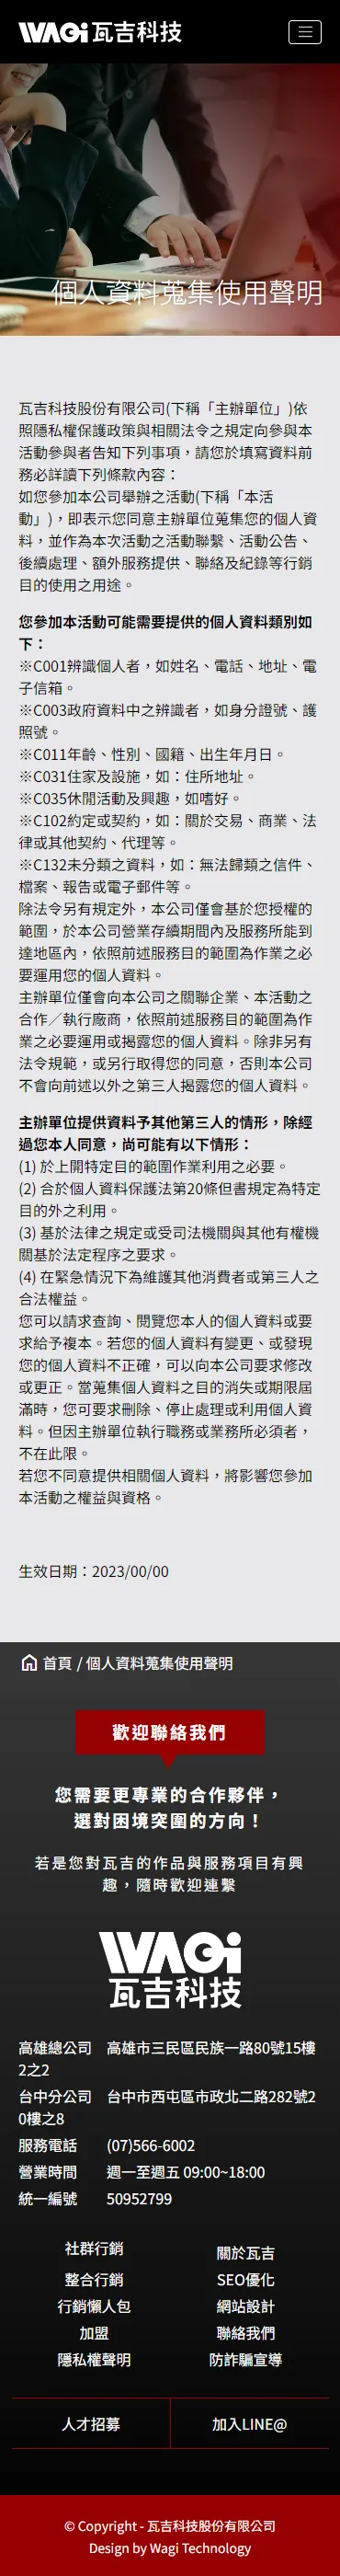 WAGi 瓦吉科技
個人資料蒐集使用聲明
瓦吉科技股份有限公司(下稱「主辦單位」)依
照隱私權保護政策與相關法令之規定向參與本
活動參與者告知下列事項，請您於填寫資料前
務必詳讀下列條款內容：
如您參加本公司舉辦之活動(下稱「本活
動」)，即表示您同意主辦單位蒐集您的個人資
料，並作為本次活動之活動聯繫、活動公告、
後續處理、額外服務提供、聯絡及紀錄等行銷
目的使用之用途。
您參加本活動可能需要提供的個人資料類別如
下：
※C001辨識個人者，如姓名、電話、地址、電
子信箱。
※C003政府資料中之辨識者，如身分證號、護
照號。
※C011年齡、性別、國籍、出生年月日。
※C031住家及設施，如：住所地址。
※C035休閒活動及興趣，如嗜好。
※C102約定或契約，如：關於交易、商業、法
律或其他契約、代理等。
※C132未分類之資料，如：無法歸類之信件、
檔案、報告或電子郵件等。
除法令另有規定外，本公司僅會基於您授權的
範圍，於本公司營業存續期間內及服務所能到
達地區內，依照前述服務目的範圍為作業之必
要運用您的個人資料。
主辦單位僅會向本公司之關聯企業、本活動之
合作／執行廠商，依照前述服務目的範圍為作
業之必要運用或揭露您的個人資料。除非另有
法令規範，或另行取得您的同意，否則本公司
不會向前述以外之第三人揭露您的個人資料。
主辦單位提供資料予其他第三人的情形，除經
過您本人同意，尚可能有以下情形：
(1) 於上開特定目的範圍作業利用之必要。
(2) 合於個人資料保護法第20條但書規定為特定
目的外之利用。
(3) 基於法律之規定或受司法機關與其他有權機
關基於法定程序之要求。
(4) 在緊急情況下為維護其他消費者或第三人之
合法權益。
您可以請求查詢、閱覽您本人的個人資料或要
求給予複本。若您的個人資料有變更、或發現
您的個人資料不正確，可以向本公司要求修改
或更正。當蒐集個人資料之目的消失或期限屆
滿時，您可要求刪除、停止處理或利用個人資
料。但因主辦單位執行職務或業務所必須者，
不在此限。
若您不同意提供相關個人資料，將影響您參加
本活動之權益與資格。
生效日期：2023/00/00
首頁 / 個人資料蒐集使用聲明
歡迎聯絡我們
您需要更專業的合作夥伴，
選對困境突圍的方向！
若是您對瓦吉的作品與服務項目有興
趣，隨時歡迎連繫
WAGi
瓦吉科技
高雄總公司 高雄市三民區民族一路80號15樓
2之2
台中分公司 台中市西屯區市政北二路282號2
0樓之8
服務電話 (07)566-6002
營業時間 週一至週五 09:00~18:00
統一編號 50952799
社群行銷 關於瓦吉
整合行銷 SEO優化
行銷懶人包 網站設計
加盟 聯絡我們
隱私權聲明 防詐騙宣導
人才招募 加入LINE@
© Copyright - 瓦吉科技股份有限公司
Design by Wagi Technology